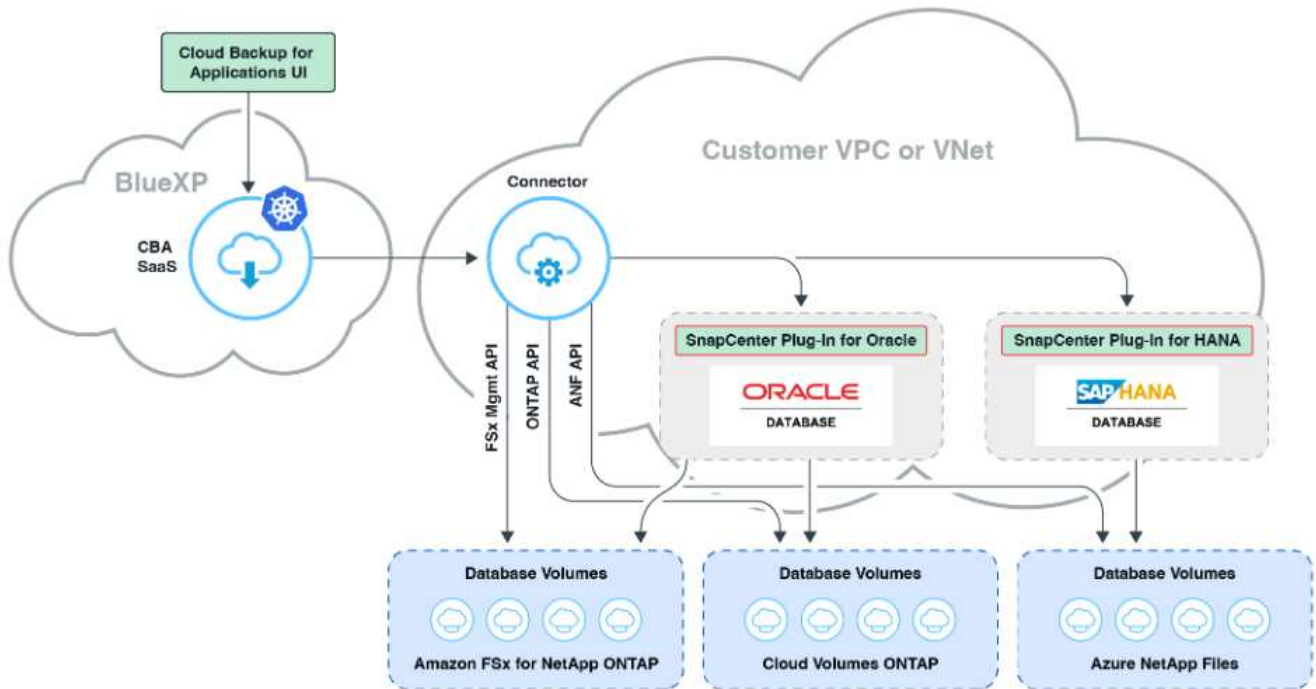 Cloud Backup for
Applications UI
BlueXP
Customer VPC or VNet
Connector
CBA
SaaS
FSx Mgmt API
ONTAP API
ANF API
SnapCenter Plug-In for Oracle
ORACLE
DATABASE
SnapCenter Plug-In for HANA
SAP HANA
DATABASE
Database Volumes
Amazon FSx for NetApp ONTAP
Database Volumes
Cloud Volumes ONTAP
Database Volumes
Azure NetApp Files